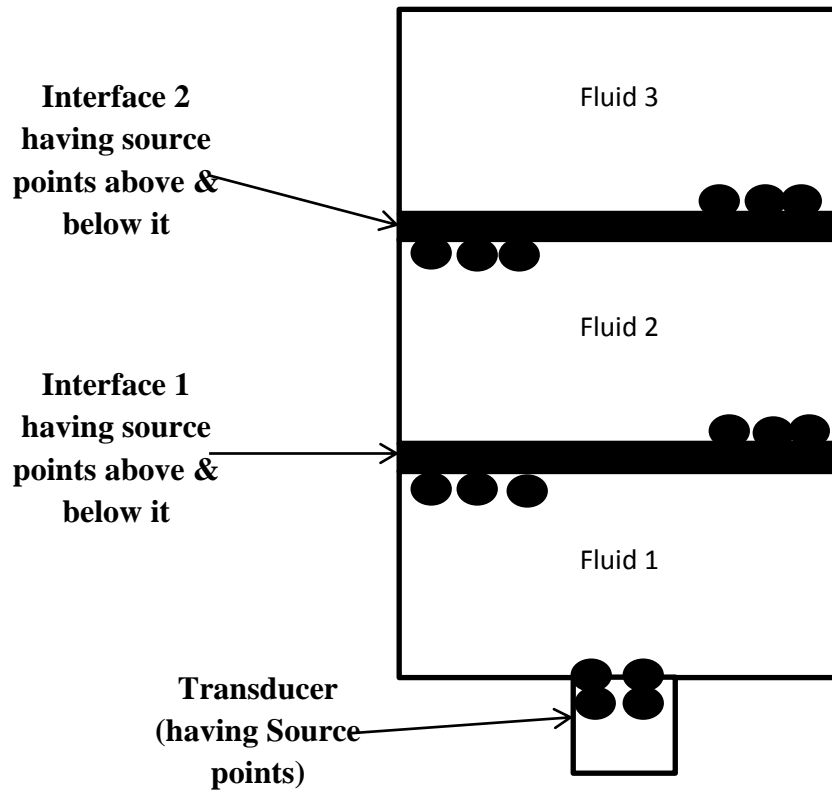 Interface 2
having source
points above &
below it
Fluid 3
Fluid 2
Interface 1
having source
points above &
below it
Fluid 1
Transducer
(having Source
points)